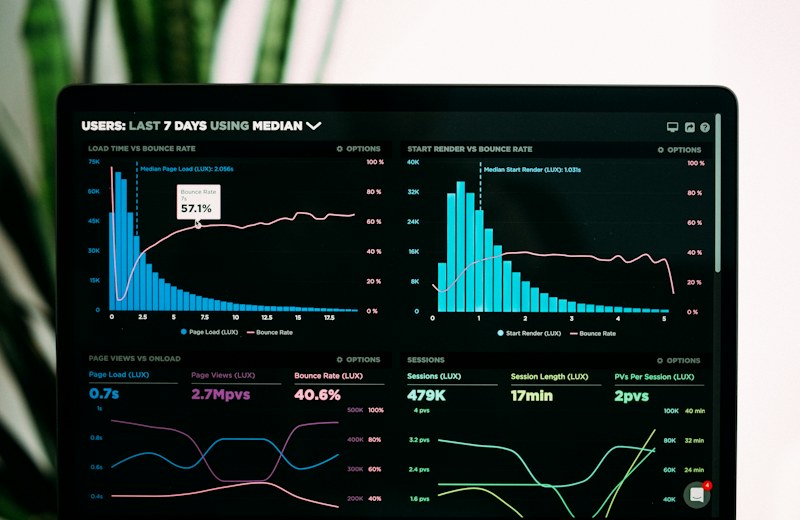 USERS: LAST 7 DAYS USING MEDIAN
LOAD TIME VS BOUNCE RATE
OPTIONS
75K
60K
45K
30K
15K
0
100 %
80 %
60 %
40 %
20 %
0 %
Median Page Load (LUX): 2.056s
Bounce Rate
7s
57.1%
0 2.5 5 7.5 10 12.5 15 17.5
Page Load (LUX) Bounce Rate
START RENDER VS BOUNCE RATE
OPTIONS
40K
32K
24K
16K
8K
0
100 %
80 %
60 %
40 %
20 %
0 %
Median Start Render (LUX): 1.031s
0 1 2 3 4 5
Start Render (LUX) Bounce Rate
PAGE VIEWS VS ONLOAD
OPTIONS
Page Load (LUX)
0.7s
Page Views (LUX)
2.7Mpvs
Bounce Rate (LUX)
40.6%
1s
0.8s
0.6s
0.4s
500K 100%
400K 80%
300K 60%
200K 40%
SESSIONS
OPTIONS
Sessions (LUX)
479K
Session Length (LUX)
17min
PVs Per Session (LUX)
2pvs
4 pvs
3.2 pvs
2.4 pvs
1.6 pvs
100K 40 min
80K 32 min
60K 24 min
40K
4